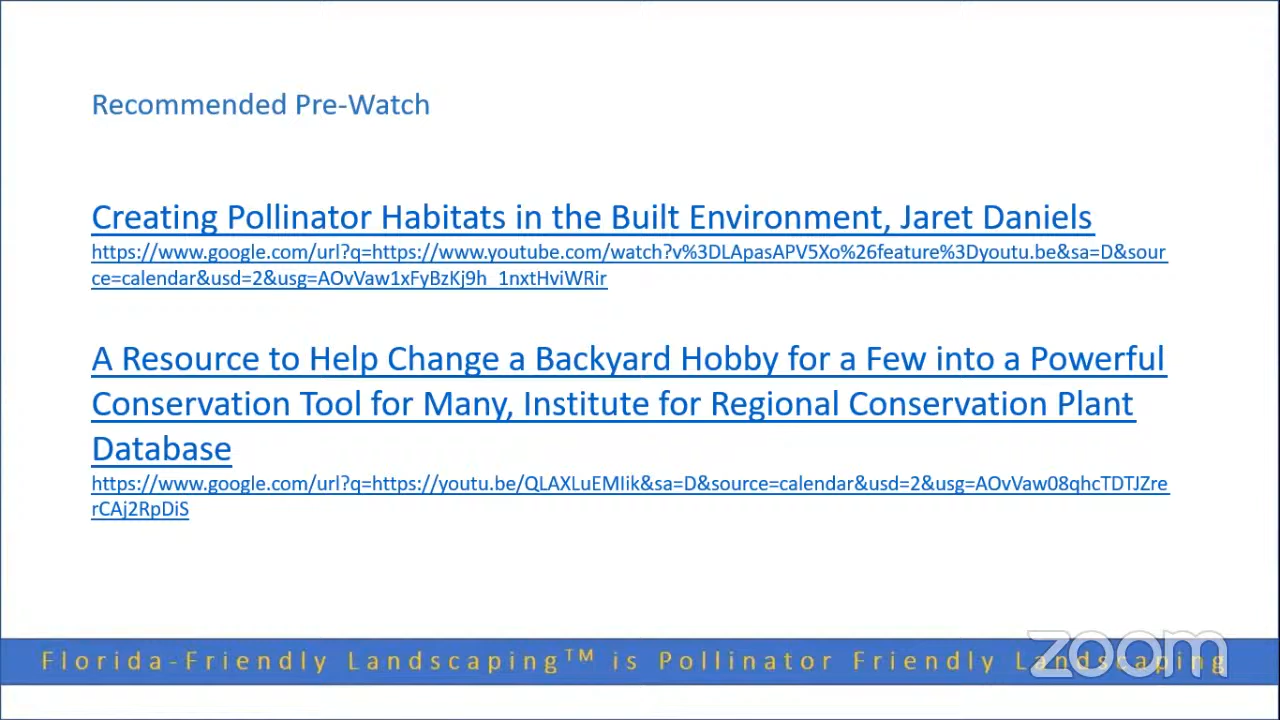 Recommended Pre-Watch
Creating Pollinator Habitats in the Built Environment, Jaret Daniels
https://www.google.com/url?q=https://www.youtube.com/watch?v%3DLApasAPV5Xo%26feature%3Dyoutu.be&sa=D&sour
ce=calendar&usd=2&usg=AOvVaw1xFyBzKj9h_1nxtHviWRir
A Resource to Help Change a Backyard Hobby for a Few into a Powerful
Conservation Tool for Many, Institute for Regional Conservation Plant
Database
https://www.google.com/url?q=https://youtu.be/QLAXLuEMIik&sa=D&source=calendar&usd=2&usg=AOvVaw08qhcTDTJZre
rCAj2RpDiS
Florida-Friendly Landscaping™ is Pollinator Friendly Landscaping
zoom